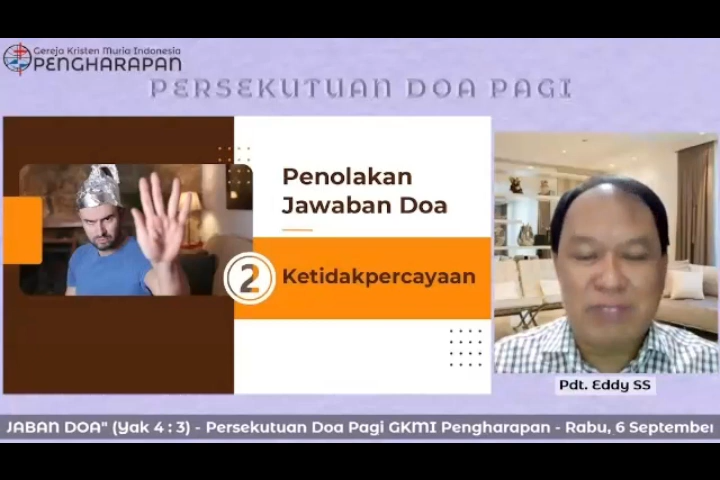 Gereja Kristen Muria Indonesia
PENGHARAPAN
PERSEKUTUAN DOA PAGI
Penolakan
Jawaban Doa
2
Ketidakpercayaan
Pdt. Eddy SS
JABAN DOA" (Yak 4 : 3) - Persekutuan Doa Pagi GKMI Pengharapan - Rabu, 6 September